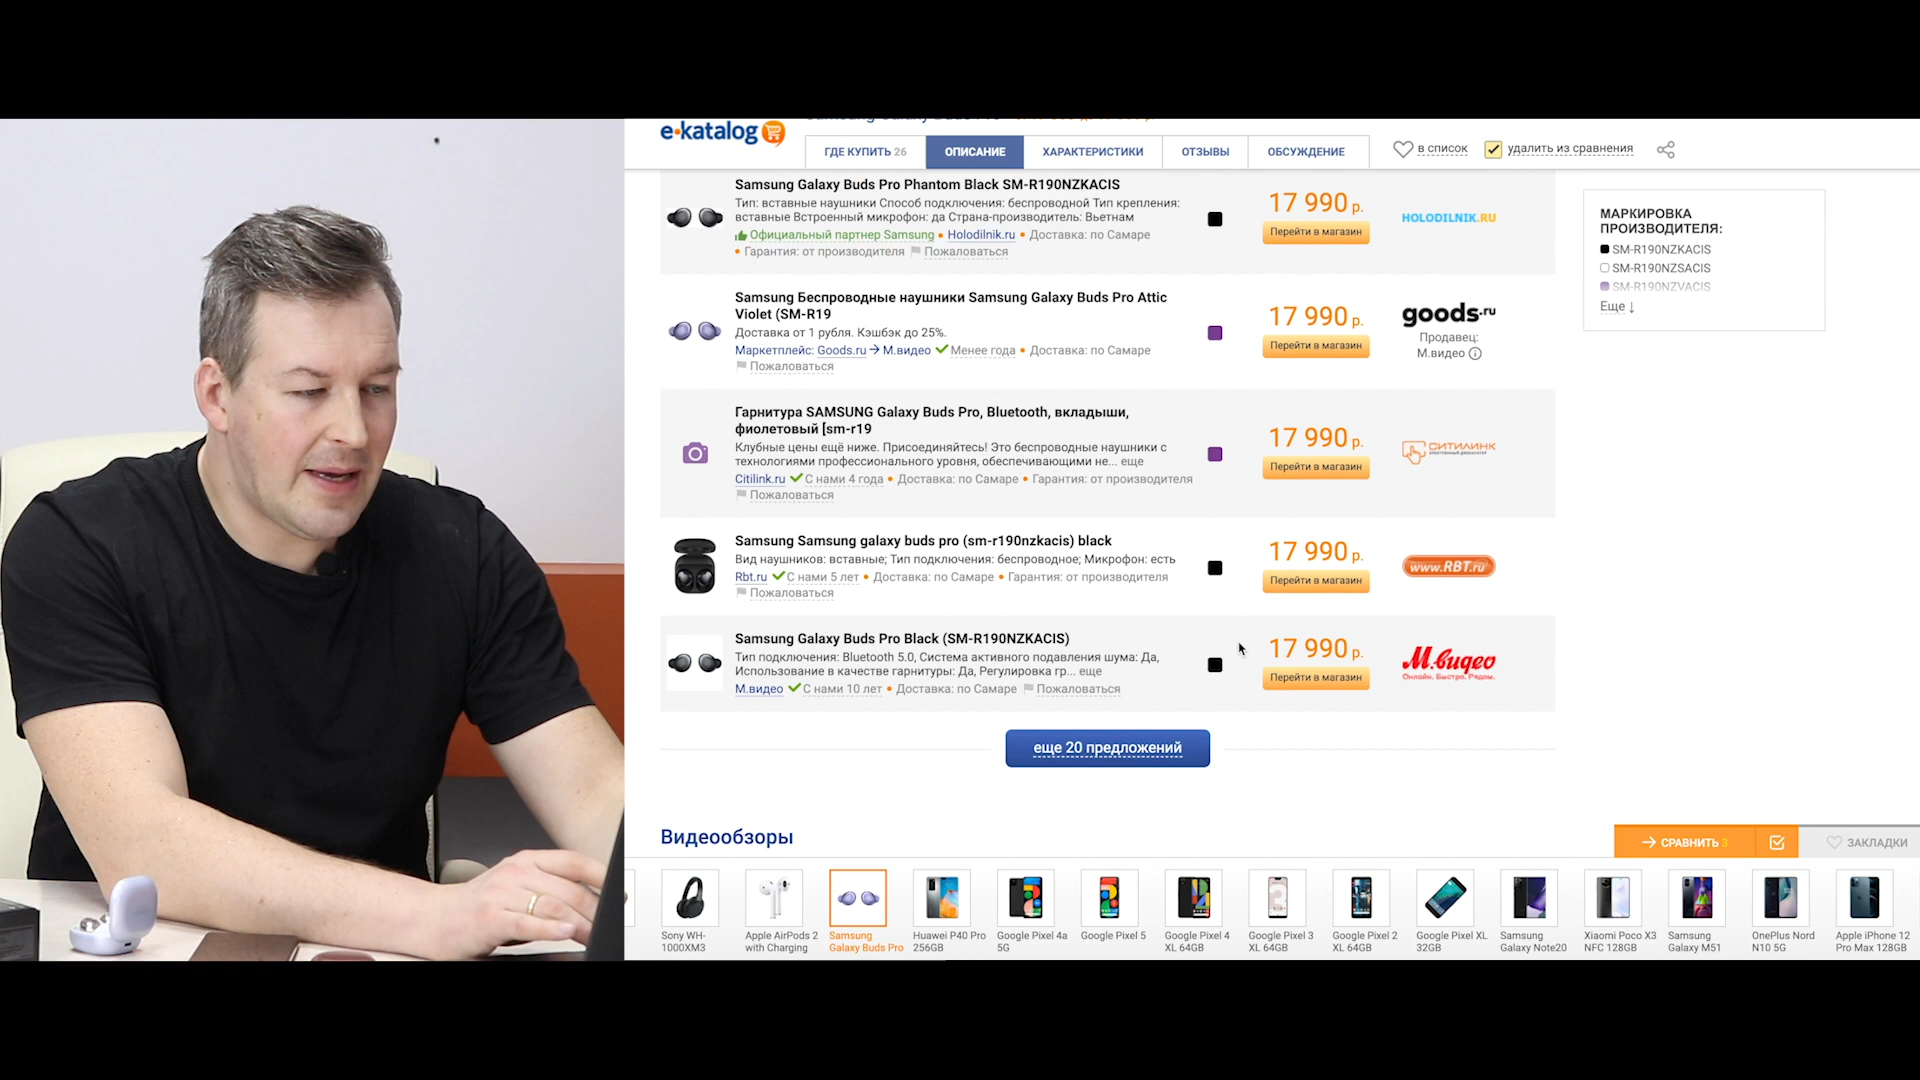 e-katalog
ГДЕ КУПИТЬ 26
ОПИСАНИЕ
ХАРАКТЕРИСТИКИ
ОТЗЫВЫ
ОБСУЖДЕНИЕ
в список
удалить из сравнения
Samsung Galaxy Buds Pro Phantom Black SM-R190NZKACIS
Тип: вставные наушники Способ подключения: беспроводной Тип крепления:
вставные Встроенный микрофон: да Страна-производитель: Вьетнам
Официальный партнер Samsung • Holodilnik.ru • Доставка: по Самаре
• Гарантия: от производителя Пожаловаться
17 990 р.
Перейти в магазин
HOLODILNIK.RU
Samsung Беспроводные наушники Samsung Galaxy Buds Pro Attic
Violet (SM-R19
Доставка от 1 рубля. Кэшбэк до 25%.
Маркетплейс: Goods.ru → М.видео Менее года • Доставка: по Самаре
Пожаловаться
17 990 р.
Перейти в магазин
goods.ru
Продавец:
М.видео
Гарнитура SAMSUNG Galaxy Buds Pro, Bluetooth, вкладыши,
фиолетовый [sm-r19
Клубные цены ещё ниже. Присоединяйтесь! Это беспроводные наушники с
технологиями профессионального уровня, обеспечивающими не... еще
Citilink.ru С нами 4 года • Доставка: по Самаре • Гарантия: от производителя
Пожаловаться
17 990 р.
Перейти в магазин
СИТИЛИНК
Samsung Samsung galaxy buds pro (sm-r190nzkacis) black
Вид наушников: вставные; Тип подключения: беспроводное; Микрофон: есть
Rbt.ru С нами 5 лет • Доставка: по Самаре • Гарантия: от производителя
Пожаловаться
17 990 р.
Перейти в магазин
www.RBT.ru
Samsung Galaxy Buds Pro Black (SM-R190NZKACIS)
Тип подключения: Bluetooth 5.0, Система активного подавления шума: Да,
Использование в качестве гарнитуры: Да, Регулировка гр... еще
М.видео С нами 10 лет • Доставка: по Самаре Пожаловаться
17 990 р.
Перейти в магазин
М.видео
Онлайн. Быстро. Рядом.
МАРКИРОВКА
ПРОИЗВОДИТЕЛЯ:
SM-R190NZKACIS
SM-R190NZSACIS
SM-R190NZVACIS
Еще ↓
еще 20 предложений
Видеообзоры
→ СРАВНИТЬ 3
ЗАКЛАДКИ
Sony WH-
1000XM3
Apple AirPods 2
with Charging
Samsung
Galaxy Buds Pro
Huawei P40 Pro
256GB
Google Pixel 4a
5G
Google Pixel 5
Google Pixel 4
XL 64GB
Google Pixel 3
XL 64GB
Google Pixel 2
XL 64GB
Google Pixel XL
32GB
Samsung
Galaxy Note20
Xiaomi Poco X3
NFC 128GB
Samsung
Galaxy M51
OnePlus Nord
N10 5G
Apple iPhone 12
Pro Max 128GB